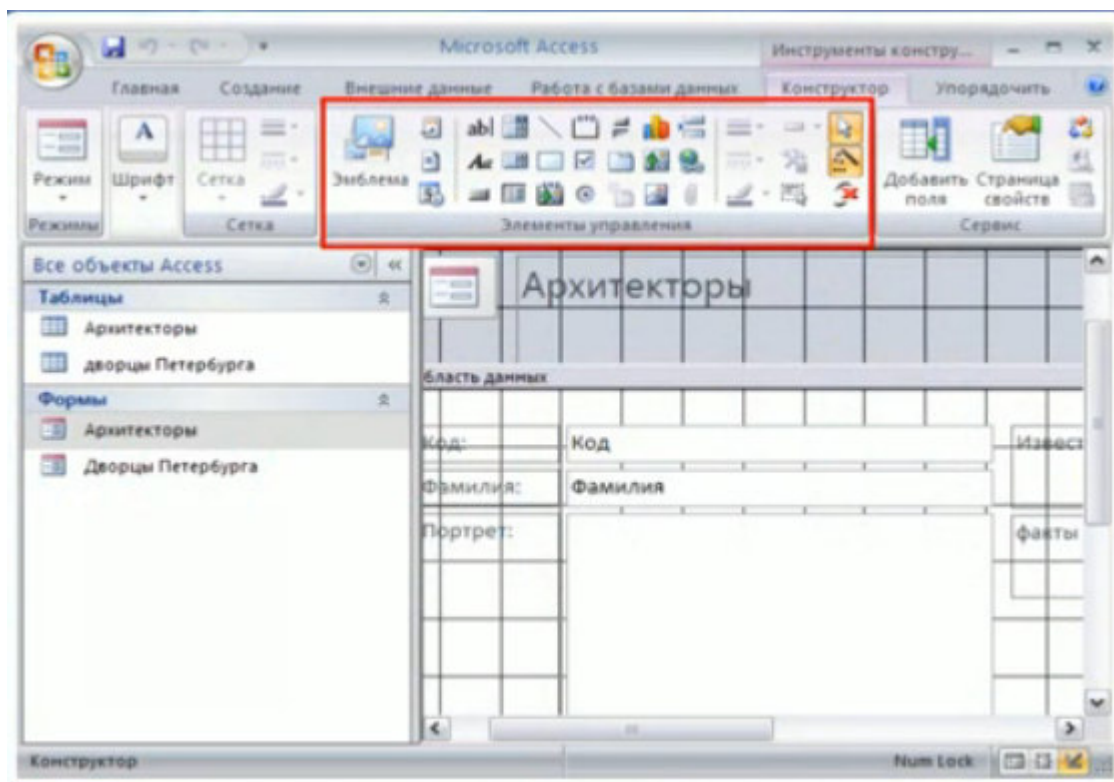 Microsoft Access Инструменты констру...
Главная Создание Внешние данные Работа с базами данных Конструктор Упорядочить
Режим Шрифт Сетка Эмблема ab| Aa Добавить поля Страница свойств
Режимы Сетка Элементы управления Сервис
Все объекты Access
Таблицы
Архитекторы
дворцы Петербурга
Формы
Архитекторы
Дворцы Петербурга
Архитекторы
бласть данных
Код: Код Извест
Фамилия: Фамилия
Портрет: факты
Конструктор Num Lock